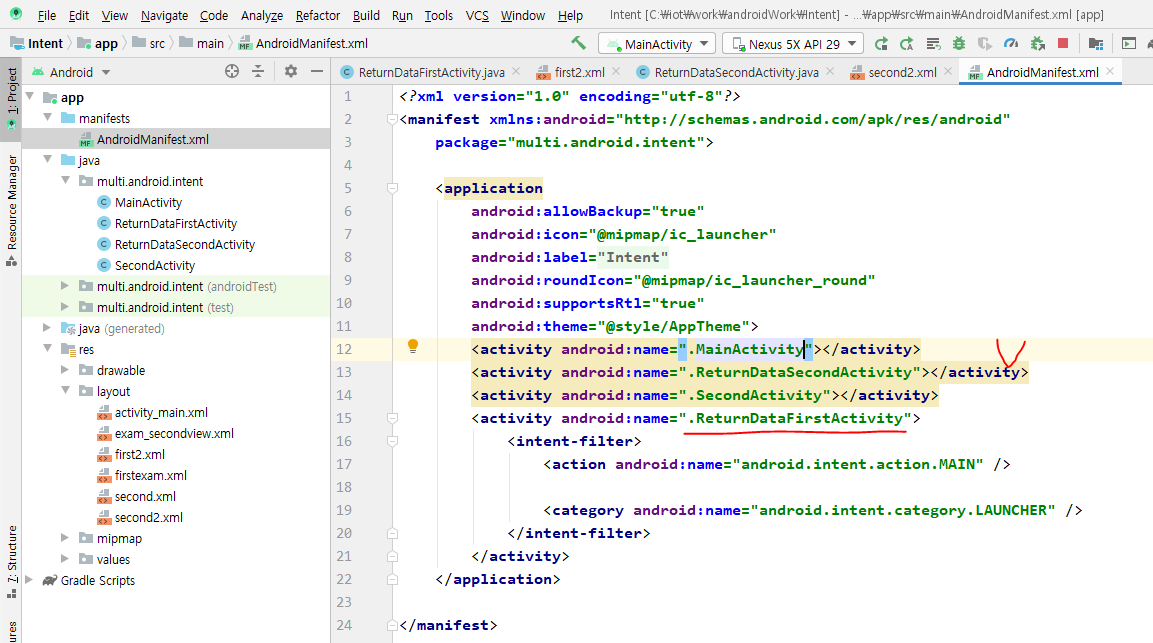 File Edit View Navigate Code Analyze Refactor Build Run Tools VCS Window Help Intent [C:₩iot₩work₩androidWork₩Intent] - ...₩app₩src₩main₩AndroidManifest.xml [app]
Intent app src main AndroidManifest.xml MainActivity Nexus 5X API 29
Android ReturnDataFirstActivity.java first2.xml ReturnDataSecondActivity.java second2.xml AndroidManifest.xml
1: Project
Resource Manager
7: Structure
app
manifests
AndroidManifest.xml
java
multi.android.intent
MainActivity
ReturnDataFirstActivity
ReturnDataSecondActivity
SecondActivity
multi.android.intent (androidTest)
multi.android.intent (test)
java (generated)
res
drawable
layout
activity_main.xml
exam_secondview.xml
first2.xml
firstexam.xml
second.xml
second2.xml
mipmap
values
Gradle Scripts
1 <?xml version="1.0" encoding="utf-8"?>
2 <manifest xmlns:android="http://schemas.android.com/apk/res/android"
3 package="multi.android.intent">
4
5 <application
6 android:allowBackup="true"
7 android:icon="@mipmap/ic_launcher"
8 android:label="Intent"
9 android:roundIcon="@mipmap/ic_launcher_round"
10 android:supportsRtl="true"
11 android:theme="@style/AppTheme">
12 <activity android:name=".MainActivity"></activity>
13 <activity android:name=".ReturnDataSecondActivity"></activity>
14 <activity android:name=".SecondActivity"></activity>
15 <activity android:name=".ReturnDataFirstActivity">
16 <intent-filter>
17 <action android:name="android.intent.action.MAIN" />
18
19 <category android:name="android.intent.category.LAUNCHER" />
20 </intent-filter>
21 </activity>
22 </application>
23
24 </manifest>